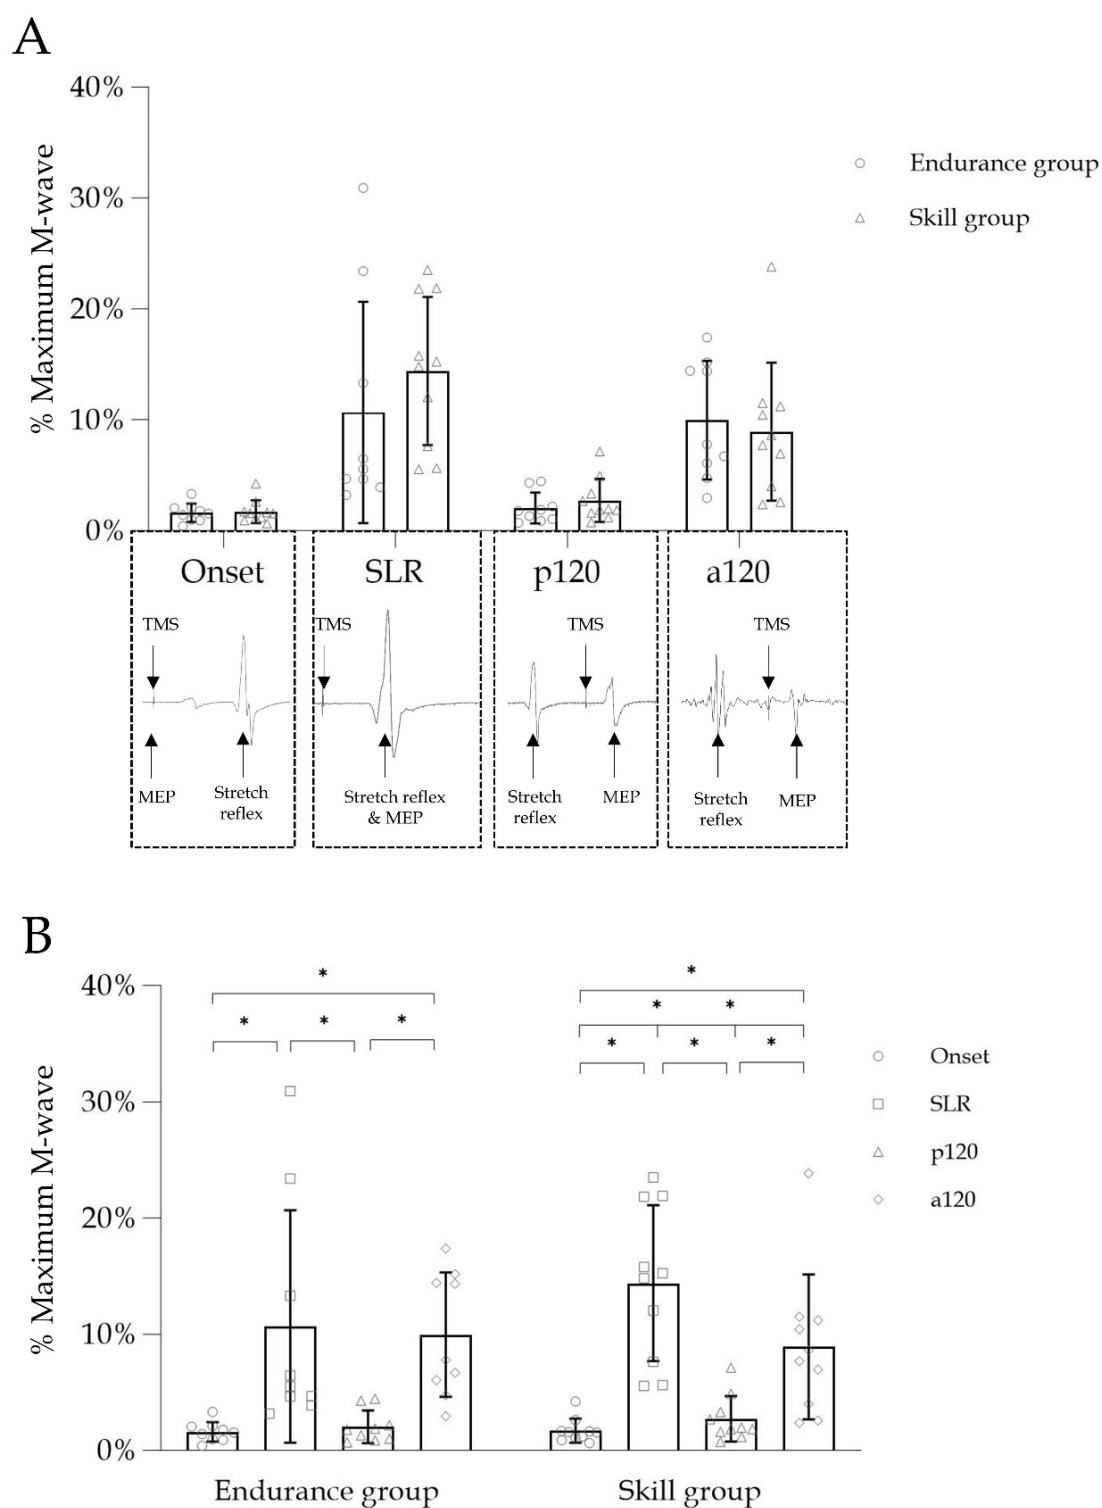 A
40%
30%
20%
10%
0%
% Maximum M-wave
Endurance group
Skill group
Onset
SLR
p120
a120
TMS
MEP
Stretch
reflex
TMS
Stretch reflex
& MEP
TMS
Stretch
reflex
MEP
TMS
Stretch
reflex
MEP
B
40%
30%
20%
10%
0%
% Maximum M-wave
*
*
*
*
*
*
*
*
*
*
Onset
SLR
p120
a120
Endurance group
Skill group